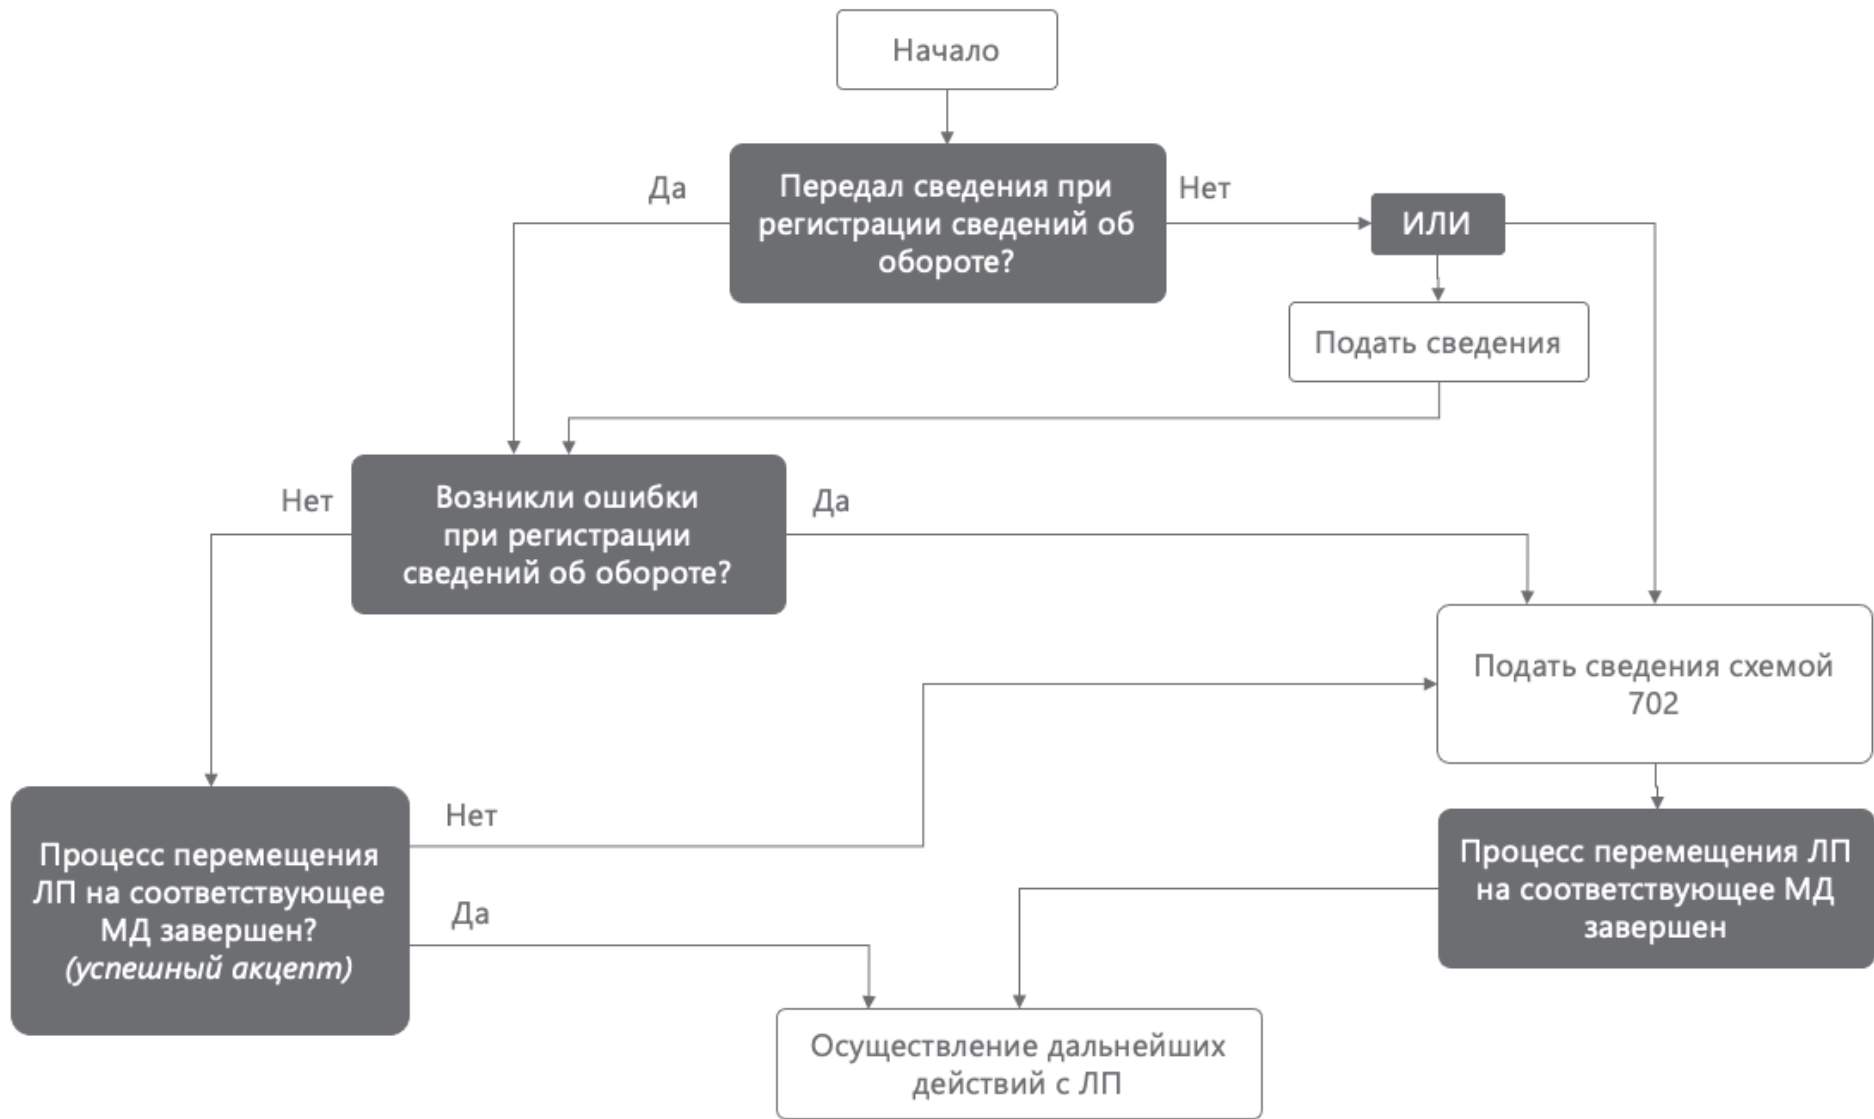 Начало
Да
Передал сведения при
регистрации сведений об
обороте?
Нет
ИЛИ
Подать сведения
Нет
Возникли ошибки
при регистрации
сведений об обороте?
Да
Подать сведения схемой
702
Процесс перемещения
ЛП на соответствующее
МД завершен?
(успешный акцепт)
Нет
Да
Процесс перемещения ЛП
на соответствующее МД
завершен
Осуществление дальнейших
действий с ЛП